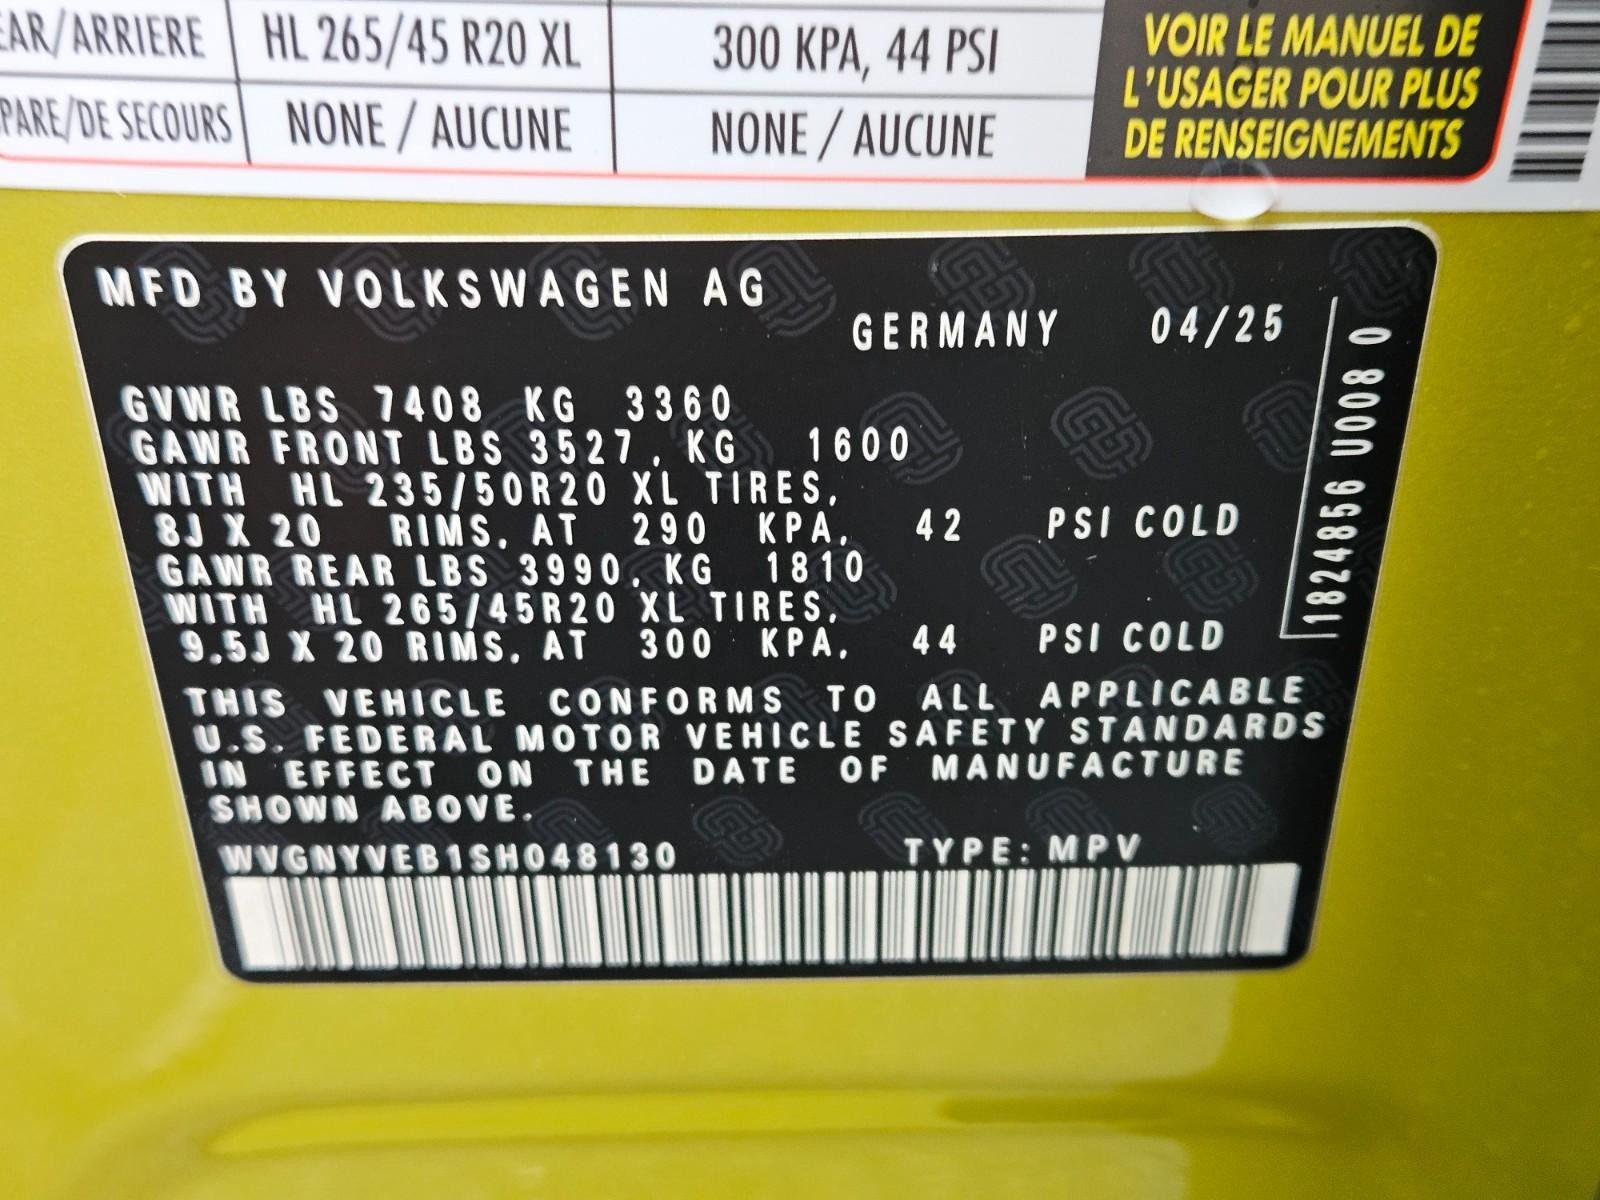 EAR/ARRIERE HL 265/45 R20 XL 300 KPA, 44 PSI
PARE/DE SECOURS NONE / AUCUNE NONE / AUCUNE
VOIR LE MANUEL DE
L'USAGER POUR PLUS
DE RENSEIGNEMENTS
MFD BY VOLKSWAGEN AG
GERMANY 04/25
GVWR LBS 7408 KG 3360
GAWR FRONT LBS 3527, KG 1600
WITH HL 235/50R20 XL TIRES,
8J X 20 RIMS, AT 290 KPA, 42 PSI COLD
GAWR REAR LBS 3990, KG 1810
WITH HL 265/45R20 XL TIRES,
9.5J X 20 RIMS, AT 300 KPA, 44 PSI COLD
THIS VEHICLE CONFORMS TO ALL APPLICABLE
U.S. FEDERAL MOTOR VEHICLE SAFETY STANDARDS
IN EFFECT ON THE DATE OF MANUFACTURE
SHOWN ABOVE.
WVGNYVEB1SH048130 TYPE: MPV
1824856 U008 0